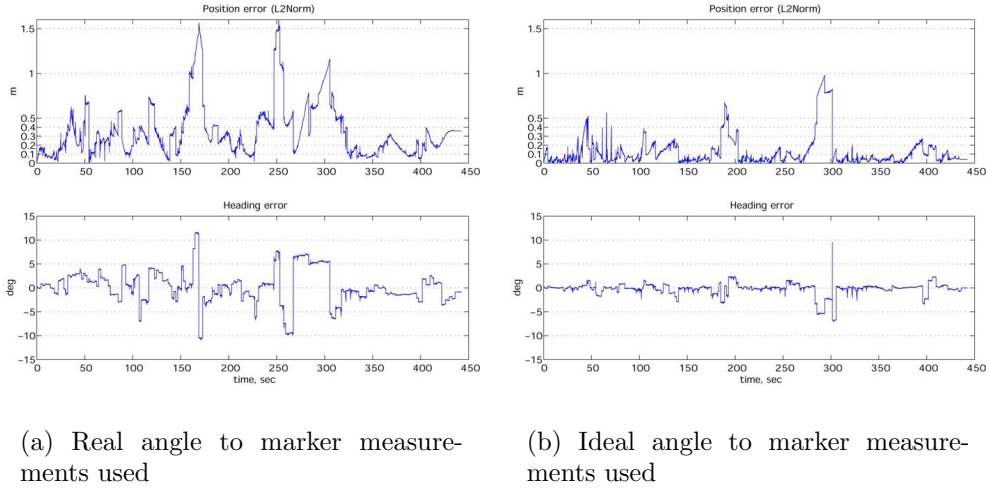 Position error (L2Norm)
1.5
1
0.5
0.4
0.3
0.2
0.1
0
m
0 50 100 150 200 250 300 350 400 450
Heading error
15
10
5
0
−5
−10
−15
deg
0 50 100 150 200 250 300 350 400 450
time, sec
(a) Real angle to marker measure-
ments used
Position error (L2Norm)
1.5
1
0.5
0.4
0.3
0.2
0.1
0
m
0 50 100 150 200 250 300 350 400 450
Heading error
15
10
5
0
−5
−10
−15
deg
0 50 100 150 200 250 300 350 400 450
time, sec
(b) Ideal angle to marker measure-
ments used